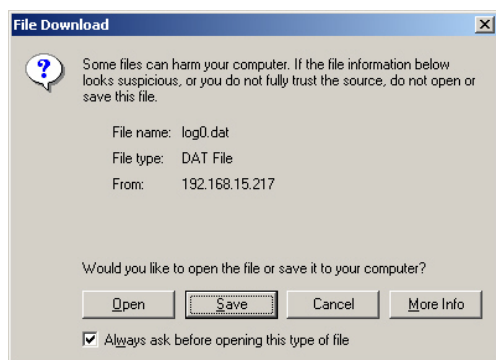 File Download
Some files can harm your computer. If the file information below
looks suspicious, or you do not fully trust the source, do not open or
save this file.
File name: log0.dat
File type: DAT File
From: 192.168.15.217
Would you like to open the file or save it to your computer?
Open Save Cancel More Info
Always ask before opening this type of file